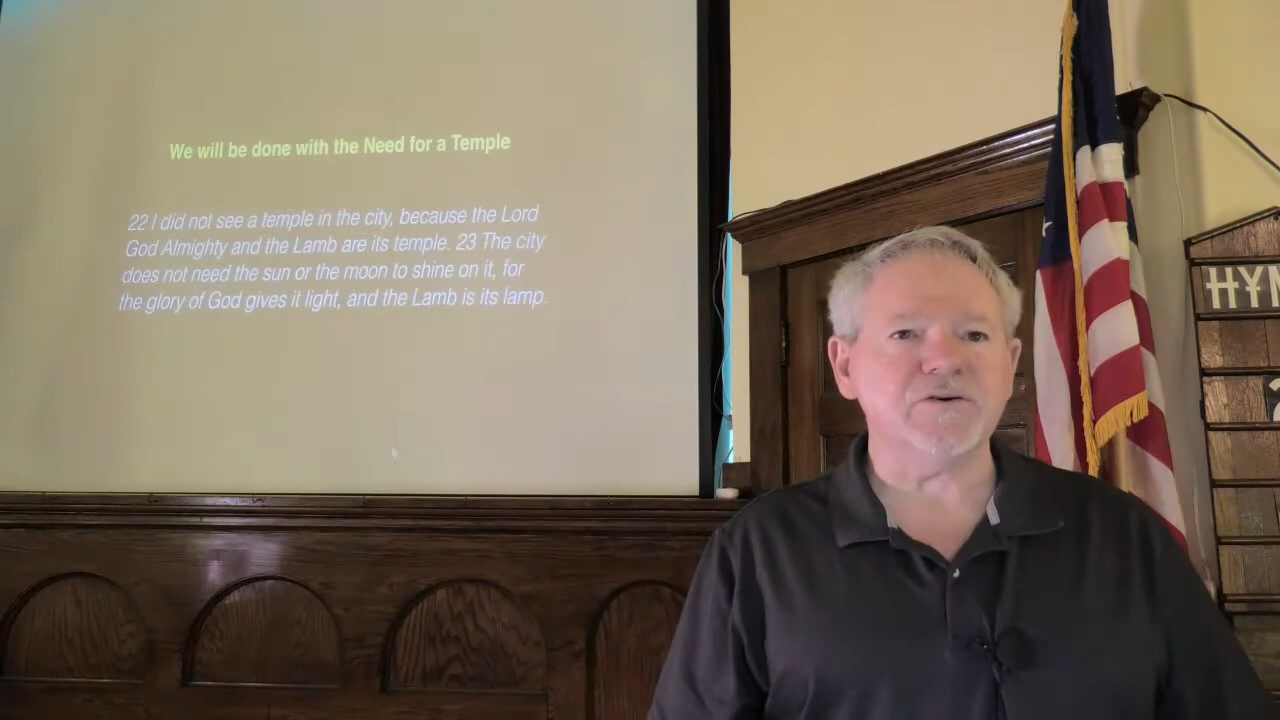 We will be done with the Need for a Temple
22 I did not see a temple in the city, because the Lord
God Almighty and the Lamb are its temple. 23 The city
does not need the sun or the moon to shine on it, for
the glory of God gives it light, and the Lamb is its lamp.